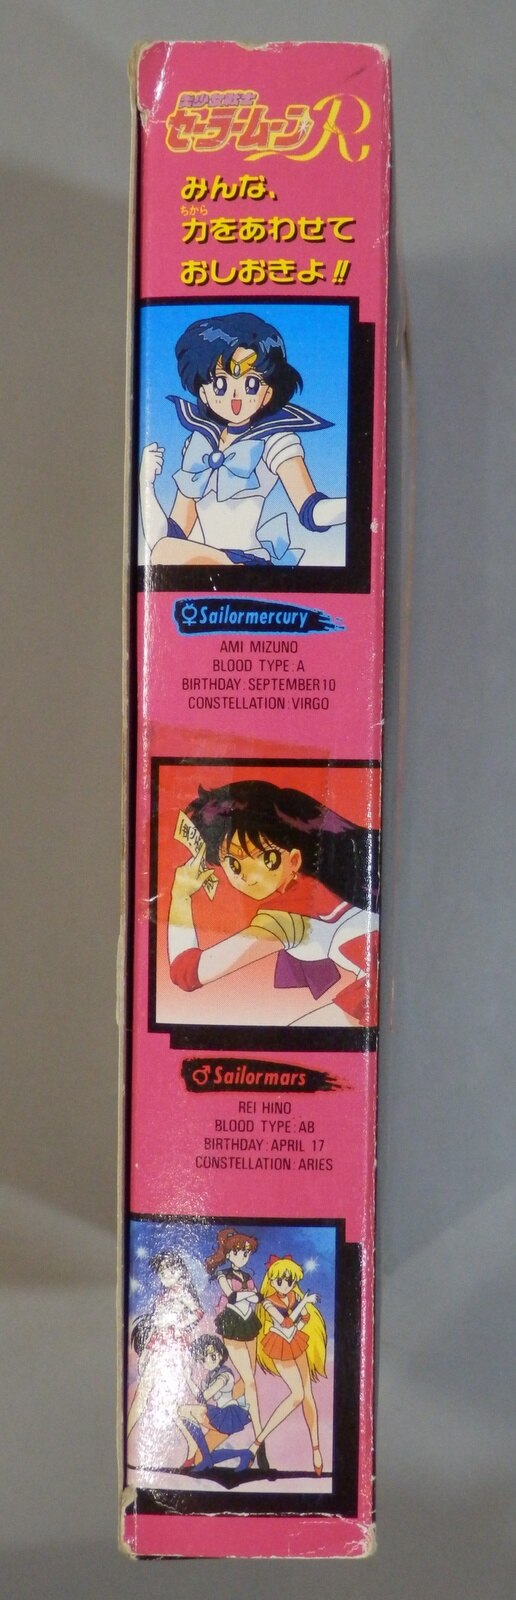 美少女戦士
セーラームーンR
みんな、
ちから
力をあわせて
おしおきよ!!
☿Sailormercury
AMI MIZUNO
BLOOD TYPE:A
BIRTHDAY:SEPTEMBER10
CONSTELLATION:VIRGO
♂Sailormars
REI HINO
BLOOD TYPE:AB
BIRTHDAY:APRIL 17
CONSTELLATION:ARIES